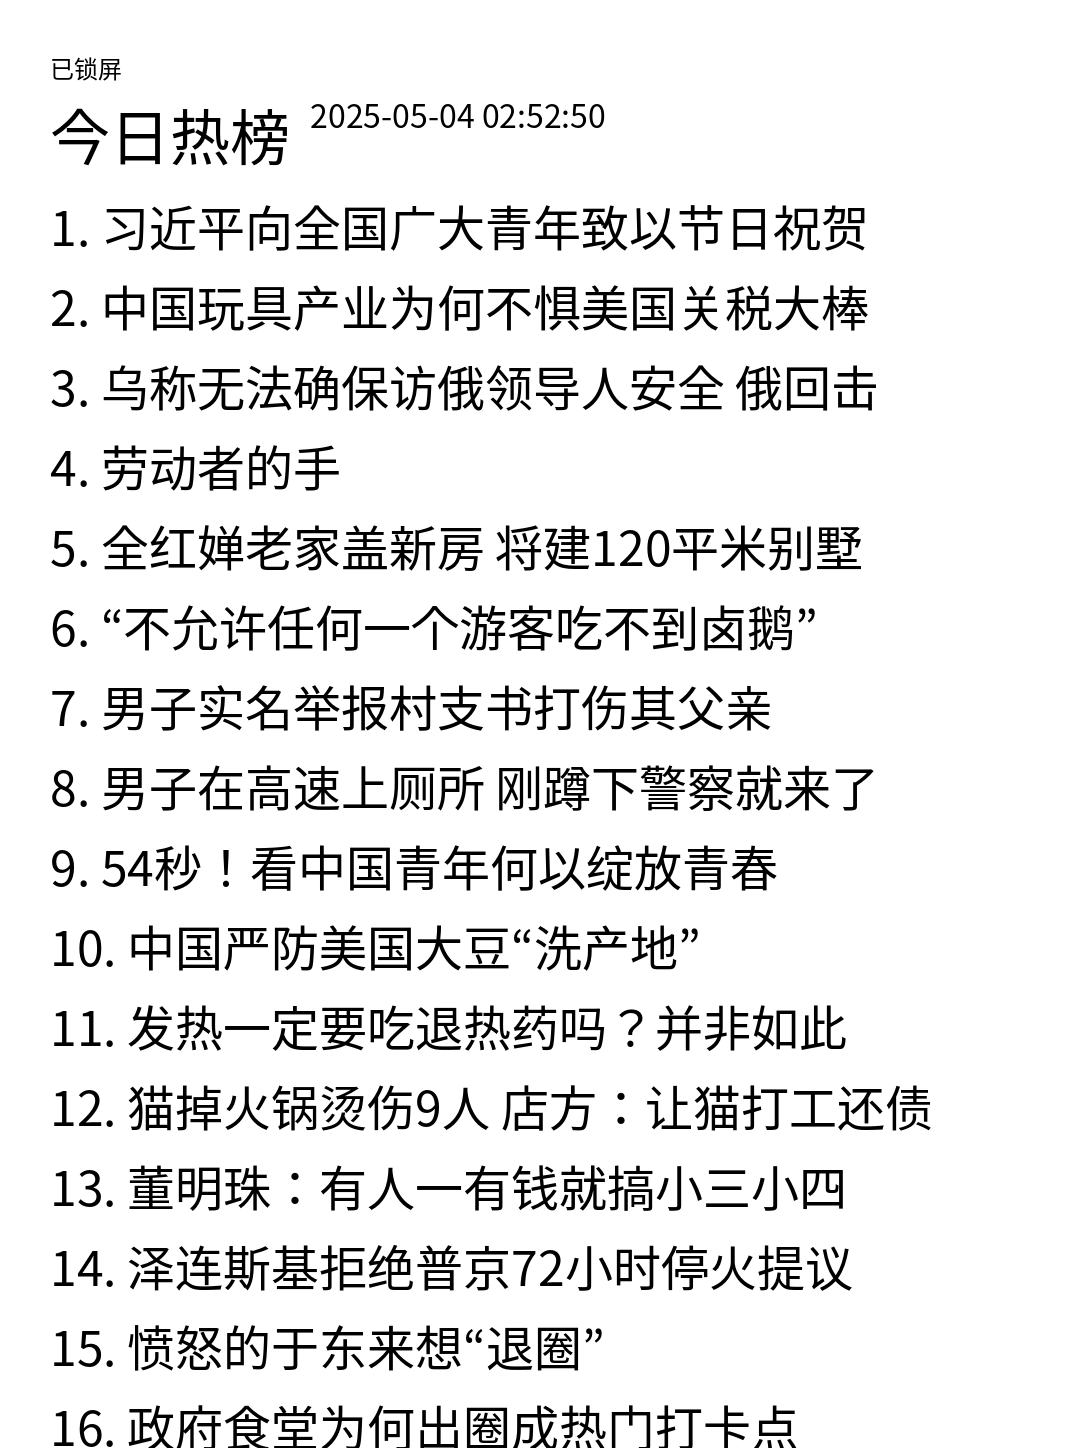 已锁屏
今日热榜 2025-05-04 02:52:50
1. 习近平向全国广大青年致以节日祝贺
2. 中国玩具产业为何不惧美国关税大棒
3. 乌称无法确保访俄领导人安全 俄回击
4. 劳动者的手
5. 全红婵老家盖新房 将建120平米别墅
6. “不允许任何一个游客吃不到卤鹅”
7. 男子实名举报村支书打伤其父亲
8. 男子在高速上厕所 刚蹲下警察就来了
9. 54秒！看中国青年何以绽放青春
10. 中国严防美国大豆“洗产地”
11. 发热一定要吃退热药吗？并非如此
12. 猫掉火锅烫伤9人 店方：让猫打工还债
13. 董明珠：有人一有钱就搞小三小四
14. 泽连斯基拒绝普京72小时停火提议
15. 愤怒的于东来想“退圈”
16. 政府食堂为何出圈成热门打卡点